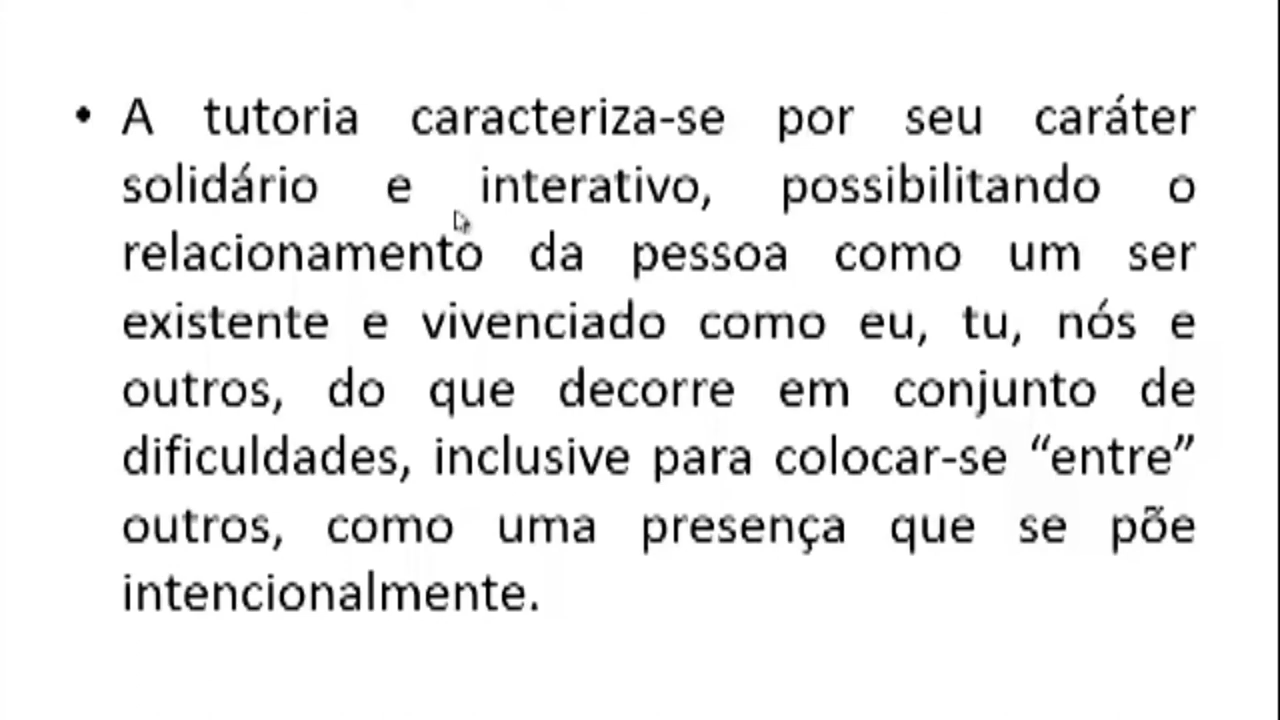 • A tutoria caracteriza-se por seu caráter
solidário e interativo, possibilitando o
relacionamento da pessoa como um ser
existente e vivenciado como eu, tu, nós e
outros, do que decorre em conjunto de
dificuldades, inclusive para colocar-se “entre”
outros, como uma presença que se põe
intencionalmente.